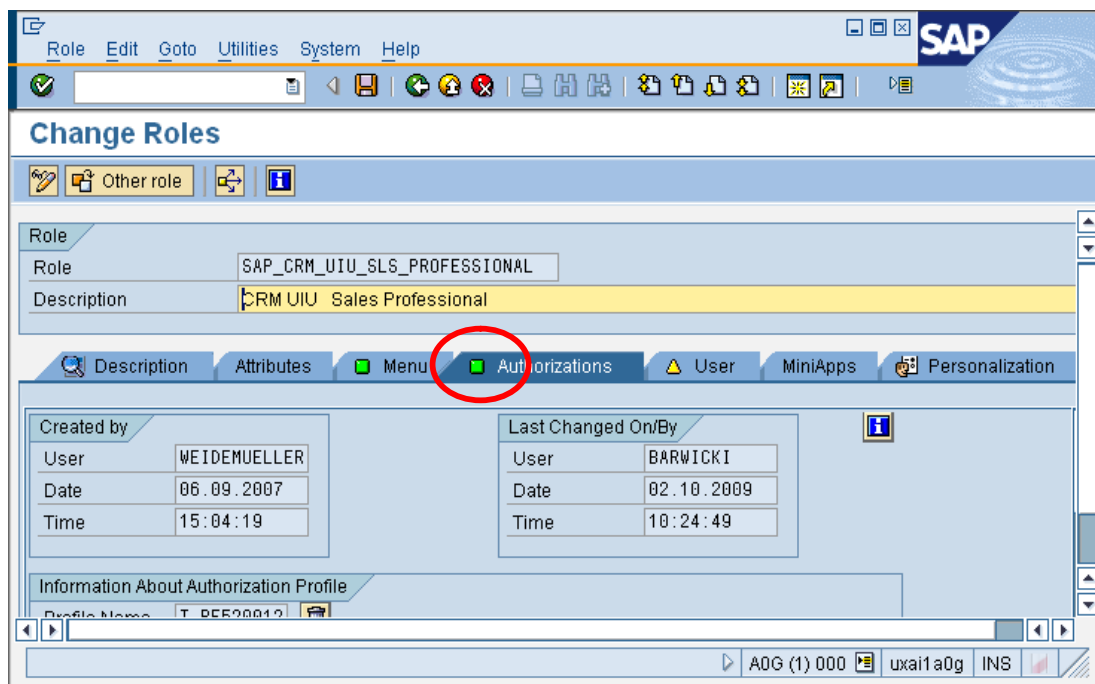 Role Edit Goto Utilities System Help
SAP
Change Roles
Other role
Role
Role SAP_CRM_UIU_SLS_PROFESSIONAL
Description CRM UIU Sales Professional
Description Attributes Menu Authorizations User MiniApps Personalization
Created by Last Changed On/By
User WEIDEMUELLER User BARWICKI
Date 06.09.2007 Date 02.10.2009
Time 15:04:19 Time 10:24:49
Information About Authorization Profile
Profile Name
A0G (1) 000 uxai1a0g INS